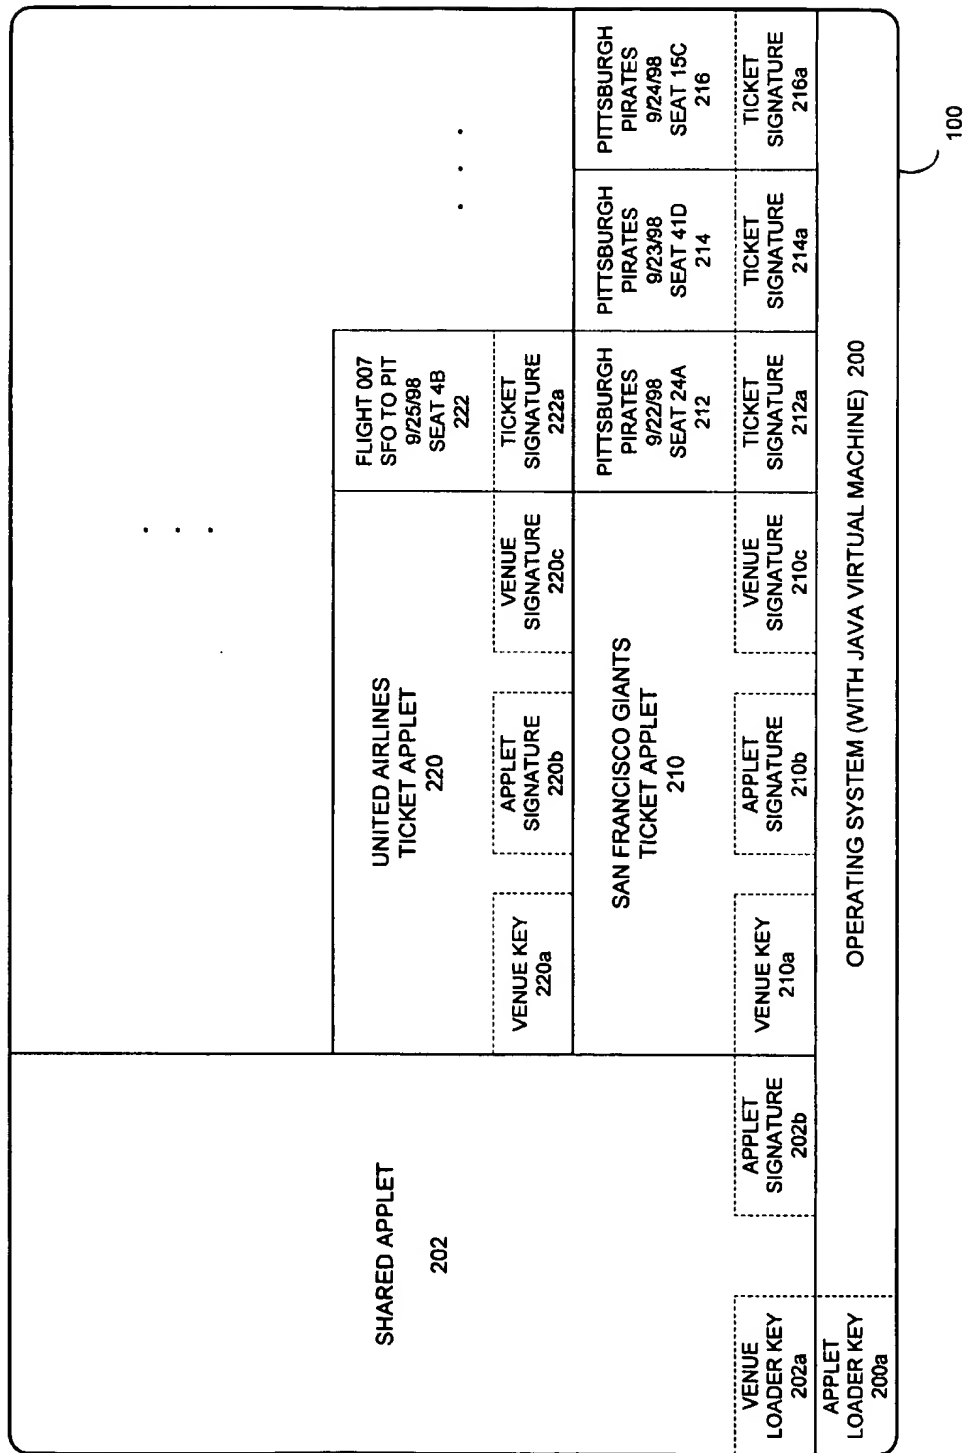 SHARED APPLET
202
VENUE
LOADER KEY
202a
APPLET
SIGNATURE
202b
UNITED AIRLINES
TICKET APPLET
220
VENUE KEY
220a
APPLET
SIGNATURE
220b
VENUE
SIGNATURE
220c
FLIGHT 007
SFO TO PIT
9/25/98
SEAT 4B
222
TICKET
SIGNATURE
222a
SAN FRANCISCO GIANTS
TICKET APPLET
210
VENUE KEY
210a
APPLET
SIGNATURE
210b
VENUE
SIGNATURE
210c
PITTSBURGH
PIRATES
9/22/98
SEAT 24A
212
TICKET
SIGNATURE
212a
PITTSBURGH
PIRATES
9/23/98
SEAT 41D
214
TICKET
SIGNATURE
214a
PITTSBURGH
PIRATES
9/24/98
SEAT 15C
216
TICKET
SIGNATURE
216a
APPLET
LOADER KEY
200a
OPERATING SYSTEM (WITH JAVA VIRTUAL MACHINE) 200
100